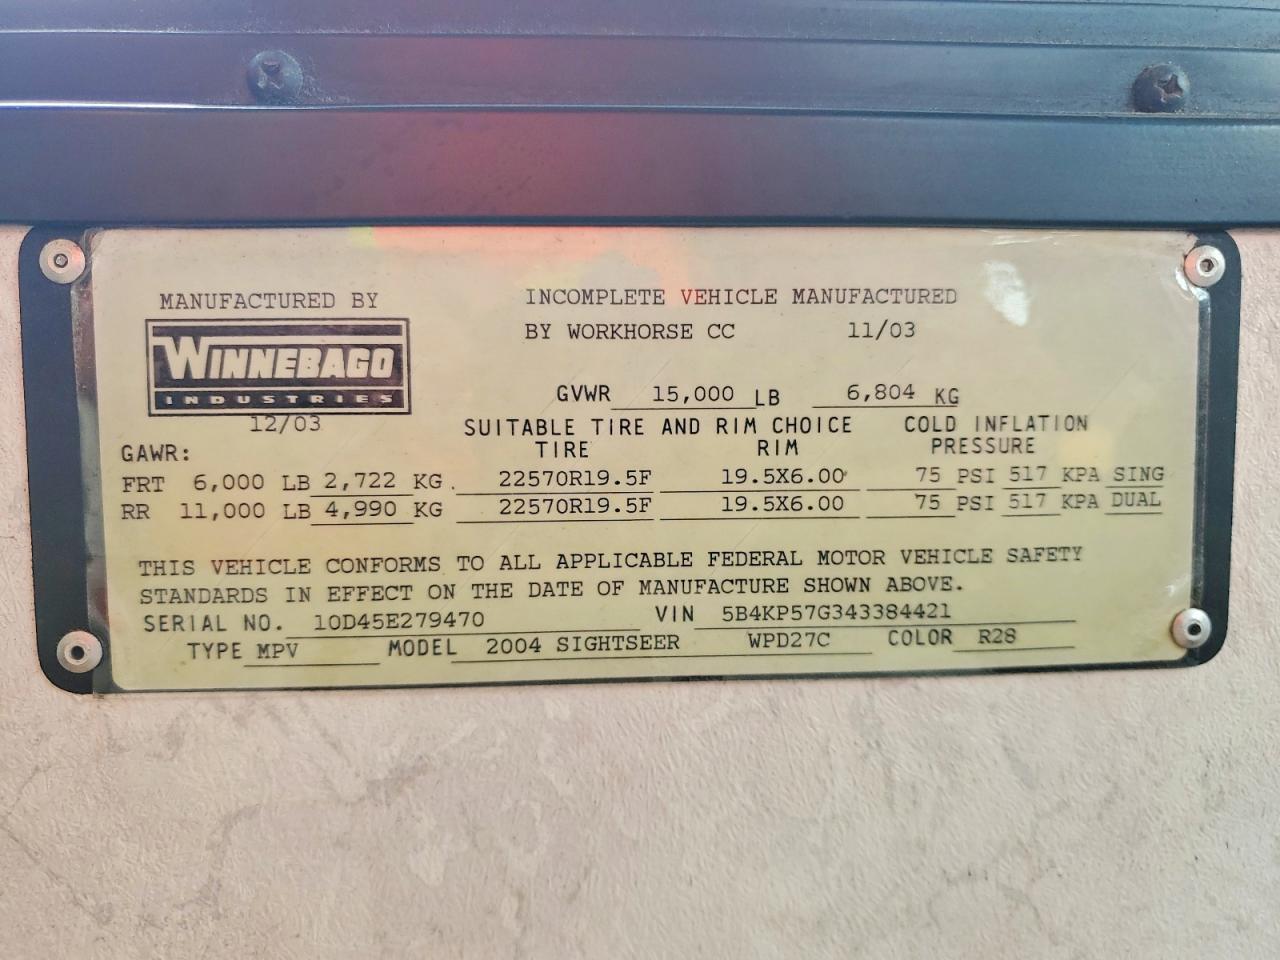 MANUFACTURED BY
WINNEBAGO
INDUSTRIES
12/03
INCOMPLETE VEHICLE MANUFACTURED
BY WORKHORSE CC 11/03
GVWR 15,000 LB 6,804 KG
SUITABLE TIRE AND RIM CHOICE COLD INFLATION
GAWR: TIRE RIM PRESSURE
FRT 6,000 LB 2,722 KG. 22570R19.5F 19.5X6.00 75 PSI 517 KPA SING
RR 11,000 LB 4,990 KG 22570R19.5F 19.5X6.00 75 PSI 517 KPA DUAL
THIS VEHICLE CONFORMS TO ALL APPLICABLE FEDERAL MOTOR VEHICLE SAFETY
STANDARDS IN EFFECT ON THE DATE OF MANUFACTURE SHOWN ABOVE.
SERIAL NO. 10D45E279470 VIN 5B4KP57G343384421
TYPE MPV MODEL 2004 SIGHTSEER WPD27C COLOR R28